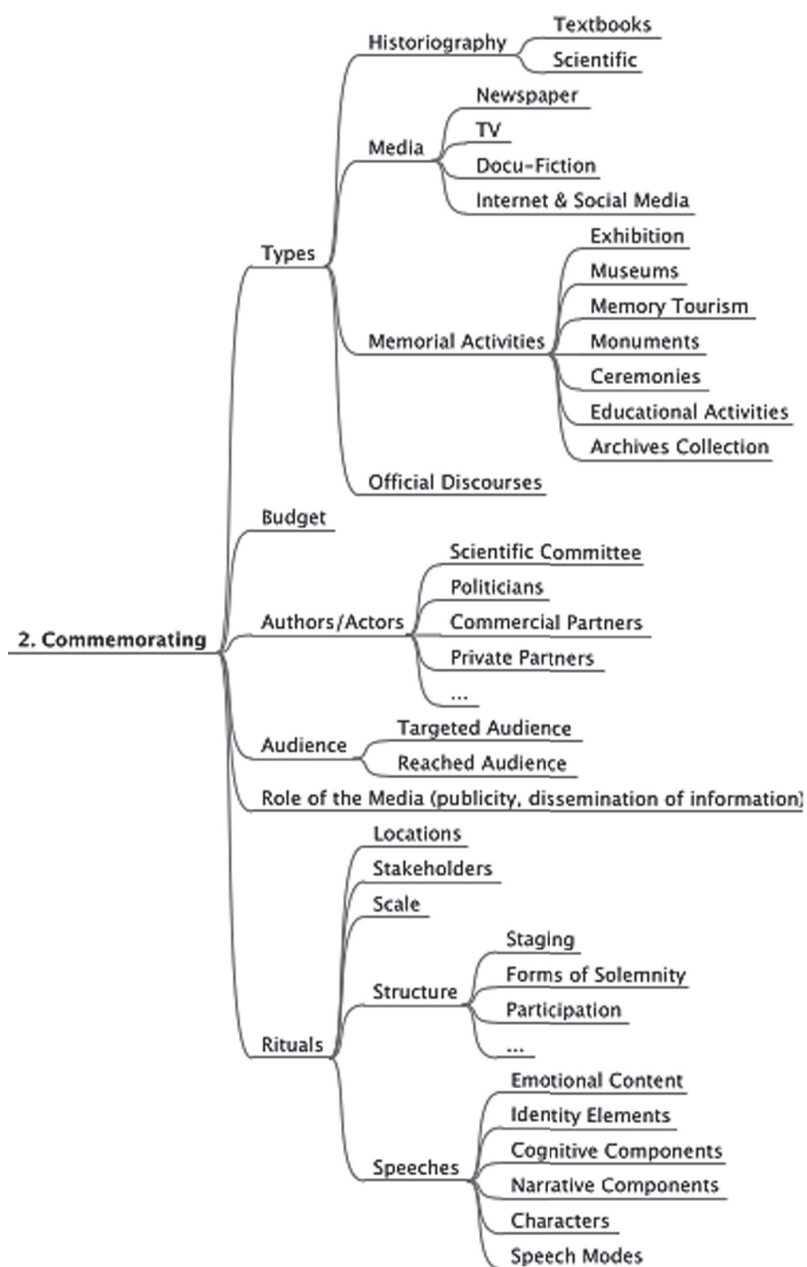 Textbooks
Historiography
Scientific
Newspaper
TV
Media
Docu-Fiction
Internet & Social Media
Types
Exhibition
Museums
Memory Tourism
Memorial Activities
Monuments
Ceremonies
Educational Activities
Archives Collection
Official Discourses
Budget
Scientific Committee
Politicians
Authors/Actors
Commercial Partners
Private Partners
...
2. Commemorating
Targeted Audience
Audience
Reached Audience
Role of the Media (publicity, dissemination of information)
Locations
Stakeholders
Scale
Staging
Forms of Solemnity
Structure
Participation
...
Rituals
Emotional Content
Identity Elements
Cognitive Components
Speeches
Narrative Components
Characters
Speech Modes